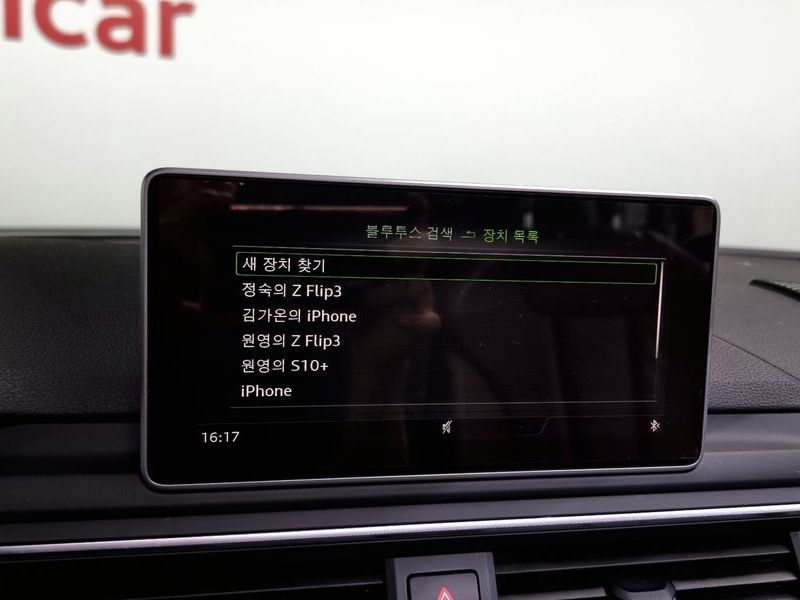 icar
블루투스 검색 장치 목록
새 장치 찾기
정숙의 Z Flip3
김가온의 iPhone
원영의 Z Flip3
원영의 S10+
iPhone
16:17